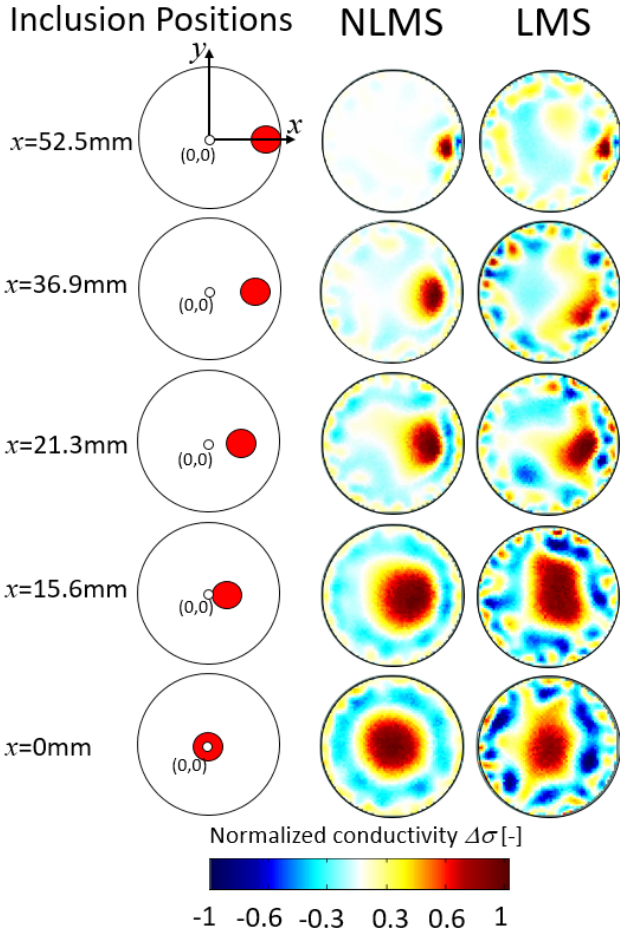 Inclusion Positions NLMS LMS
y
x
x=52.5mm
(0,0)
x=36.9mm
(0,0)
x=21.3mm
(0,0)
x=15.6mm
(0,0)
x=0mm
(0,0)
Normalized conductivity Δσ [-]
-1 -0.6 -0.3 0.3 0.6 1